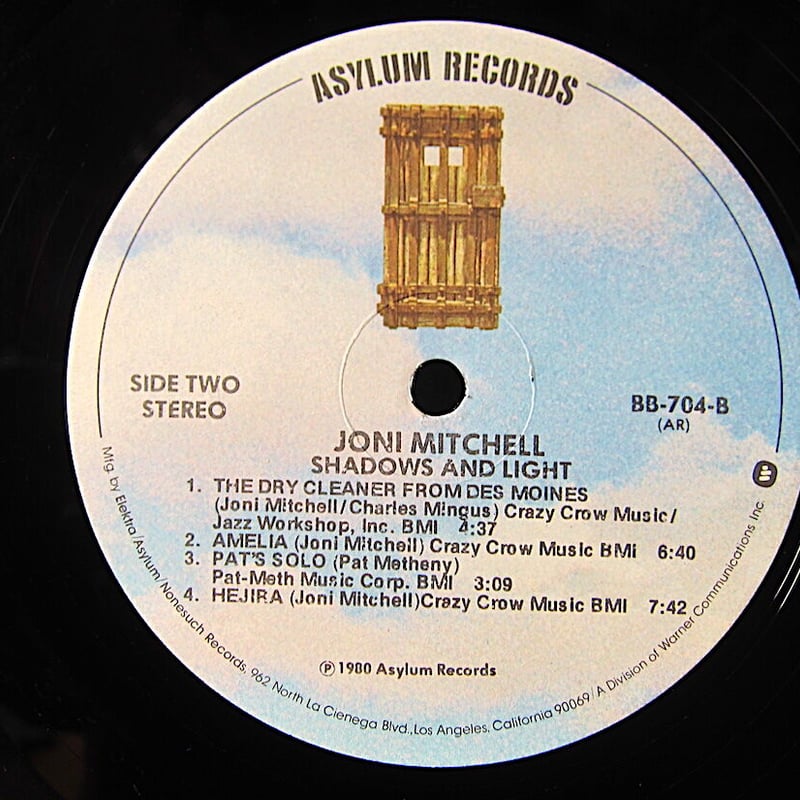 ASYLUM RECORDS
SIDE TWO
STEREO
BB-704-B
(AR)
JONI MITCHELL
SHADOWS AND LIGHT
1. THE DRY CLEANER FROM DES MOINES
(Joni Mitchell/Charles Mingus) Crazy Crow Music/
Jazz Workshop, Inc. BMI 4:37
2. AMELIA (Joni Mitchell) Crazy Crow Music BMI 6:40
3. PAT'S SOLO (Pat Metheny)
Pat-Meth Music Corp. BMI 3:09
4. HEJIRA (Joni Mitchell)Crazy Crow Music BMI 7:42
℗ 1980 Asylum Records
Mfg. by Elektra/Asylum/Nonesuch Records, 962 North La Cienega Blvd., Los Angeles, California 90069/A Division of Warner Communications Inc.